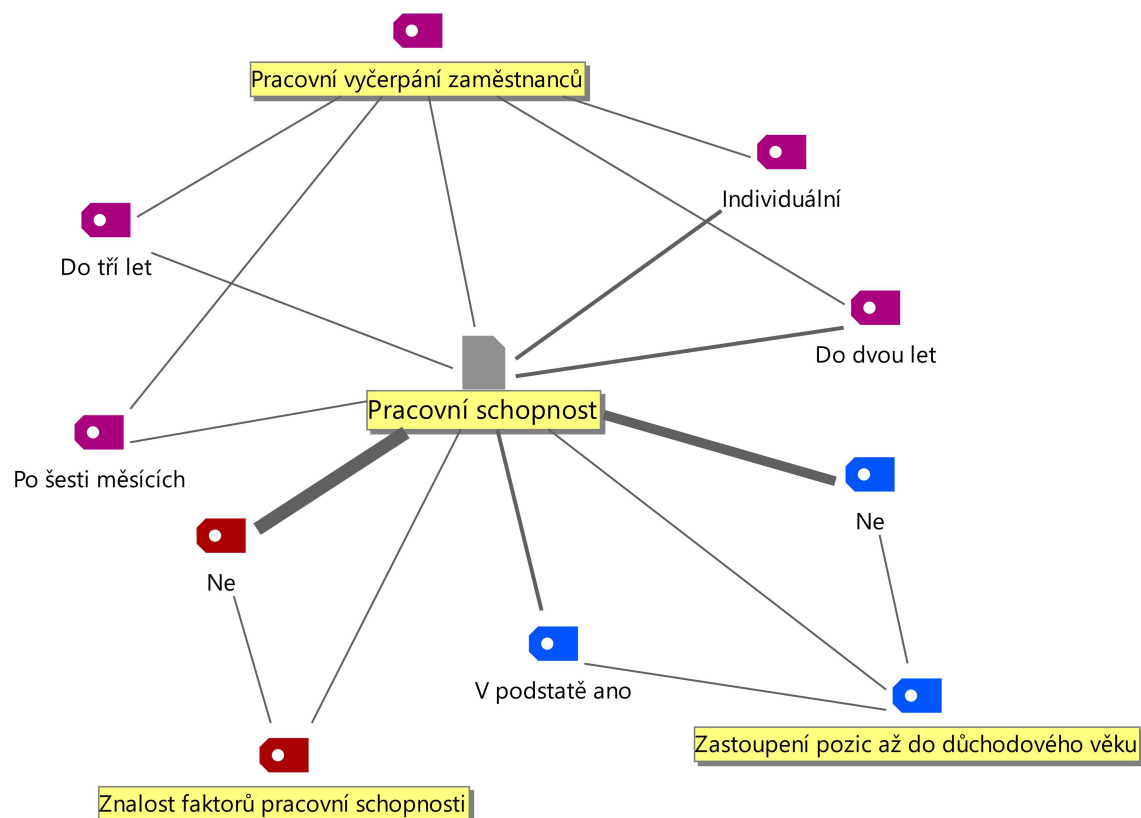 Pracovní vyčerpání zaměstnanců
Individuální
Do tří let
Do dvou let
Pracovní schopnost
Po šesti měsících
Ne
Ne
V podstatě ano
Zastoupení pozic až do důchodového věku
Znalost faktorů pracovní schopnosti